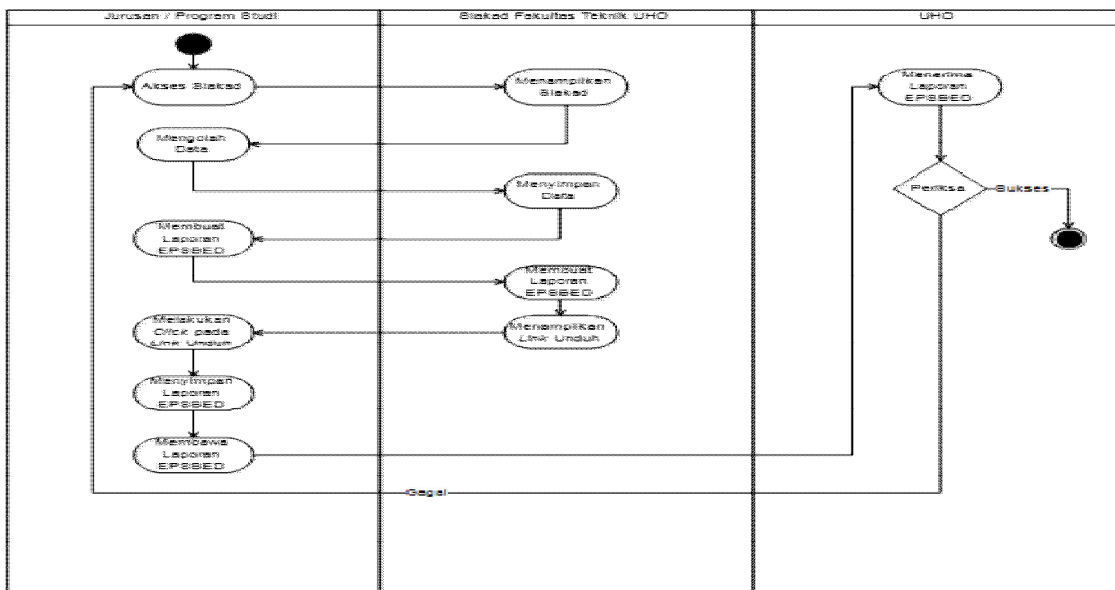 Jurusan / Program Studi
Siakad Fakultas Teknik UHO
UHO
Akses Siakad
Menampilkan
Siakad
Menerima
Laporan
EPSBED
Mengolah
Data
Menyimpan
Data
Periksa
Sukses
Membuat
Laporan
EPSBED
Membuat
Laporan
EPSBED
Melakukan
Click pada
Link Unduh
Menampilkan
Link Unduh
Menyimpan
Laporan
EPSBED
Membawa
Laporan
EPSBED
Gagal